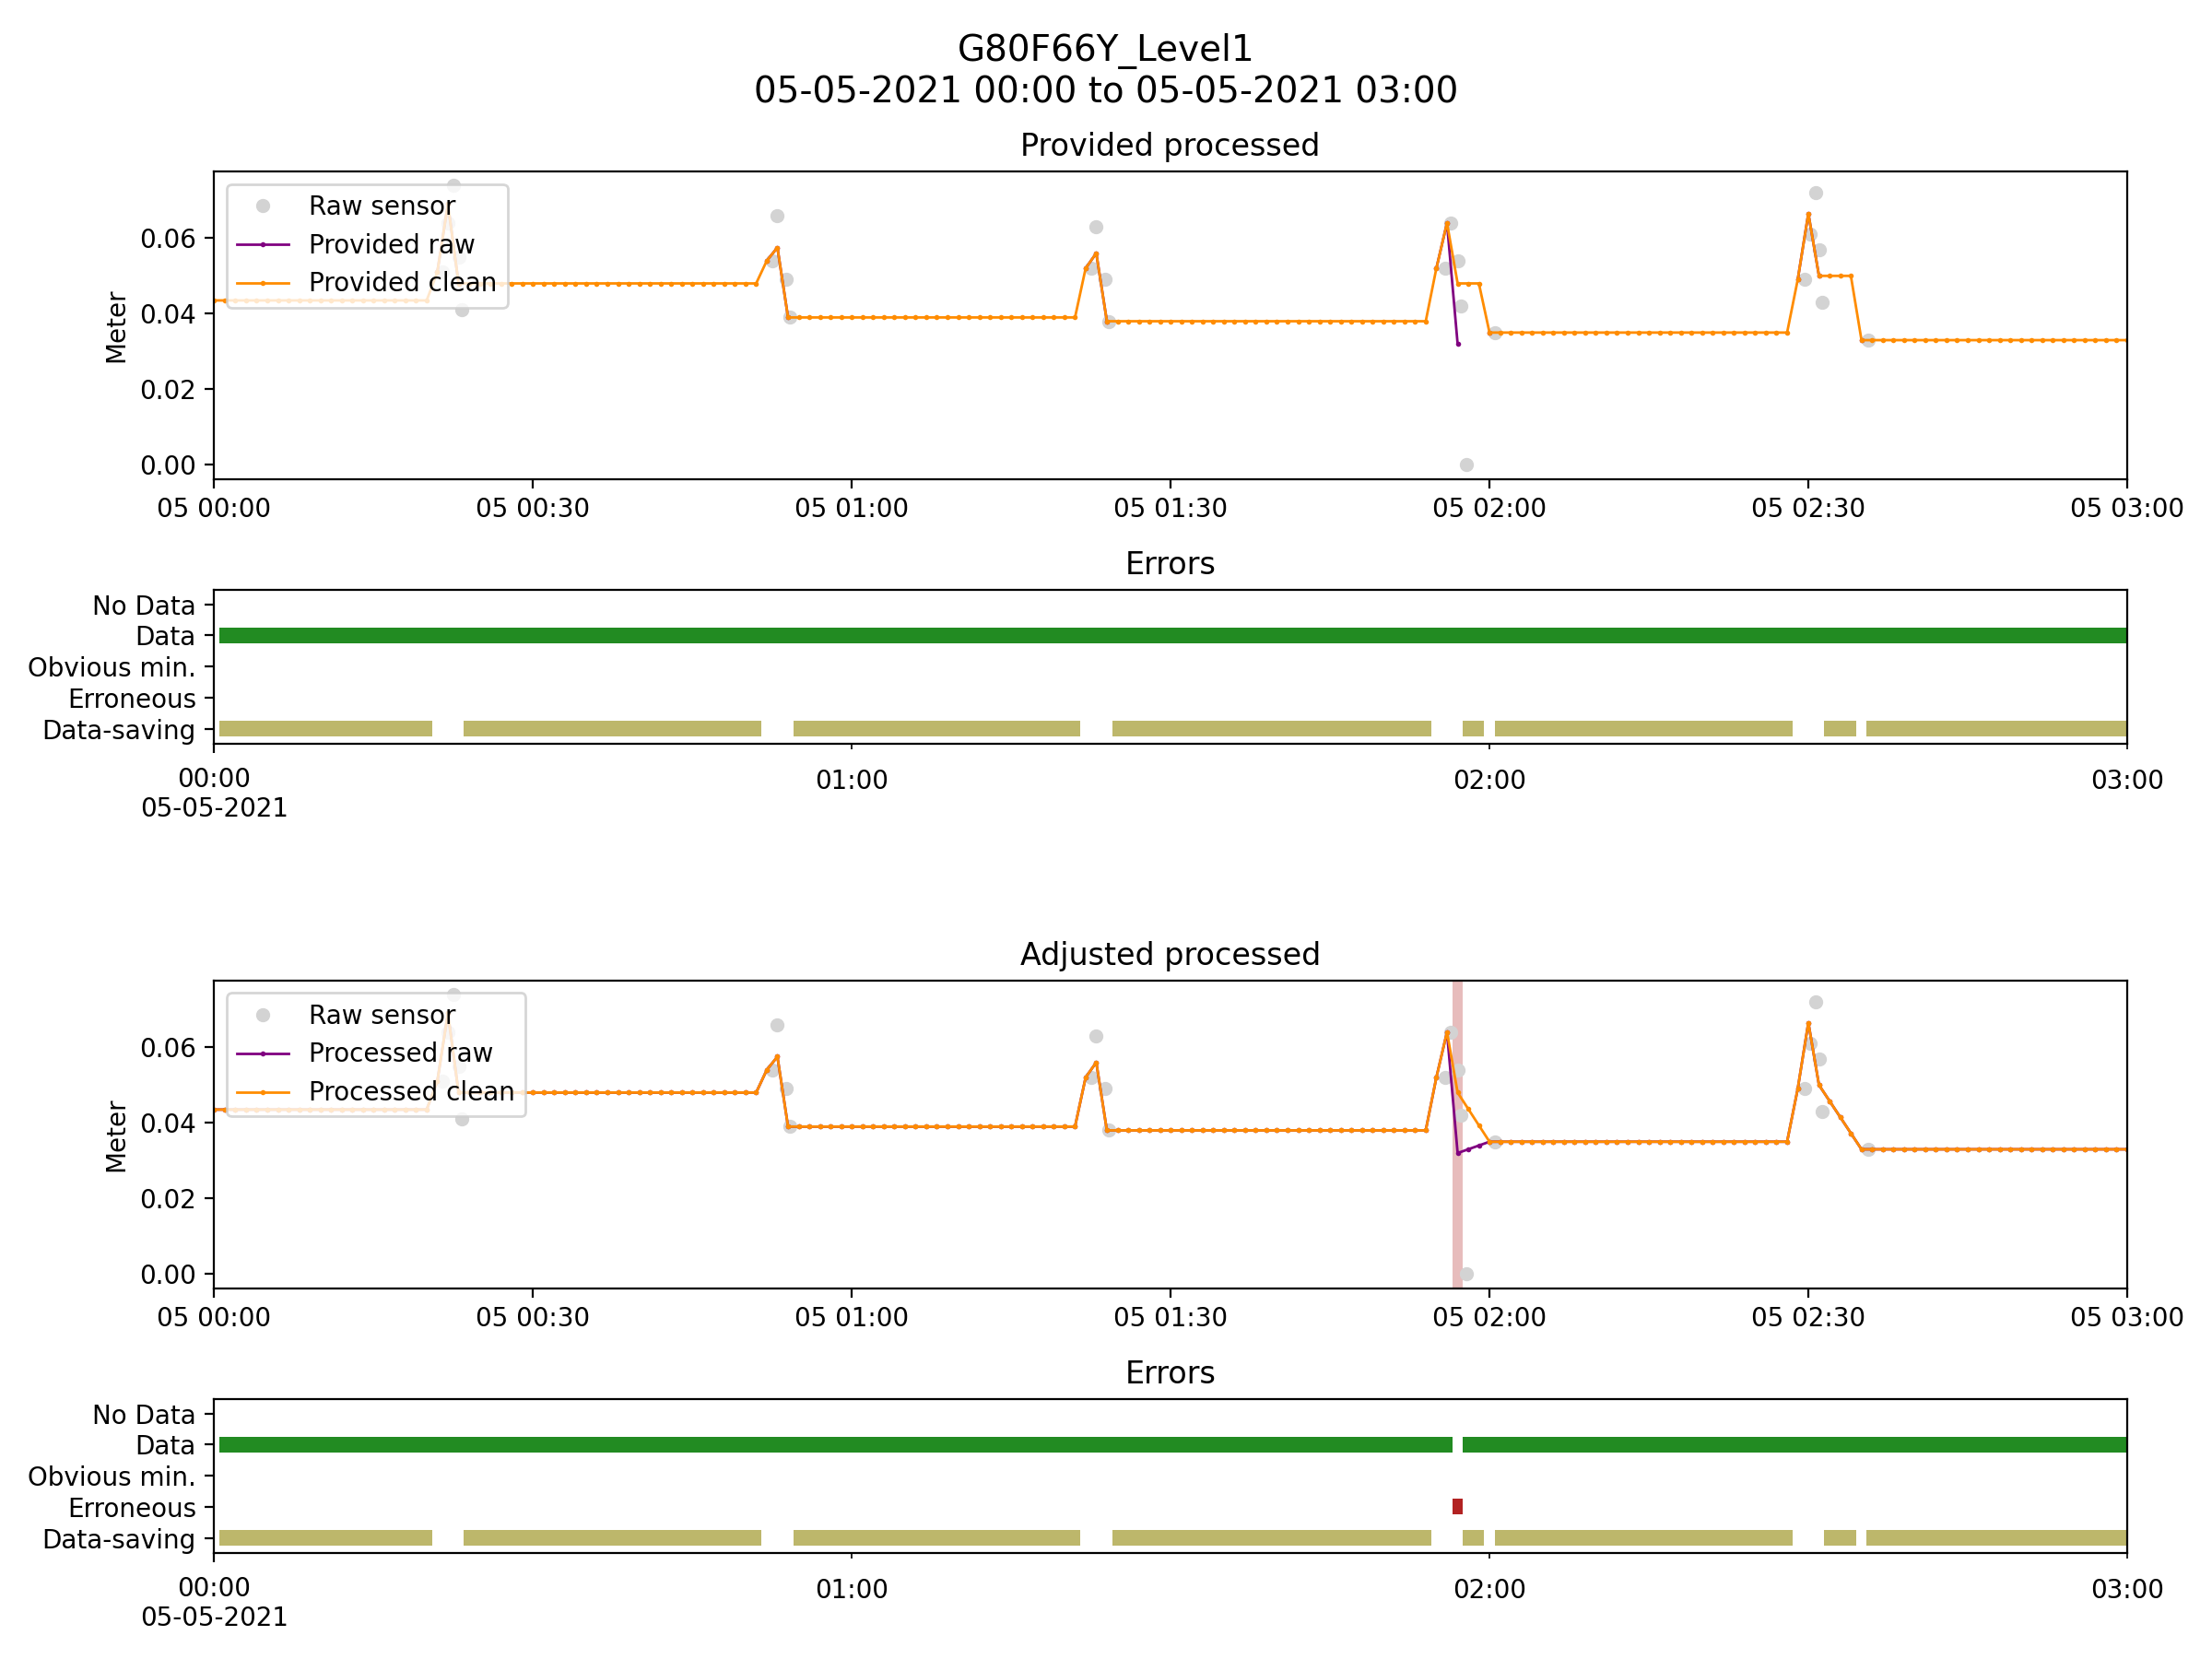 G80F66Y_Level1
05-05-2021 00:00 to 05-05-2021 03:00
Provided processed
Raw sensor
Provided raw
Provided clean
Meter
0.06
0.04
0.02
0.00
05 00:00 05 00:30 05 01:00 05 01:30 05 02:00 05 02:30 05 03:00
Errors
No Data
Data
Obvious min.
Erroneous
Data-saving
00:00 01:00 02:00 03:00
05-05-2021
Adjusted processed
Raw sensor
Processed raw
Processed clean
Meter
0.06
0.04
0.02
0.00
05 00:00 05 00:30 05 01:00 05 01:30 05 02:00 05 02:30 05 03:00
Errors
No Data
Data
Obvious min.
Erroneous
Data-saving
00:00 01:00 02:00 03:00
05-05-2021